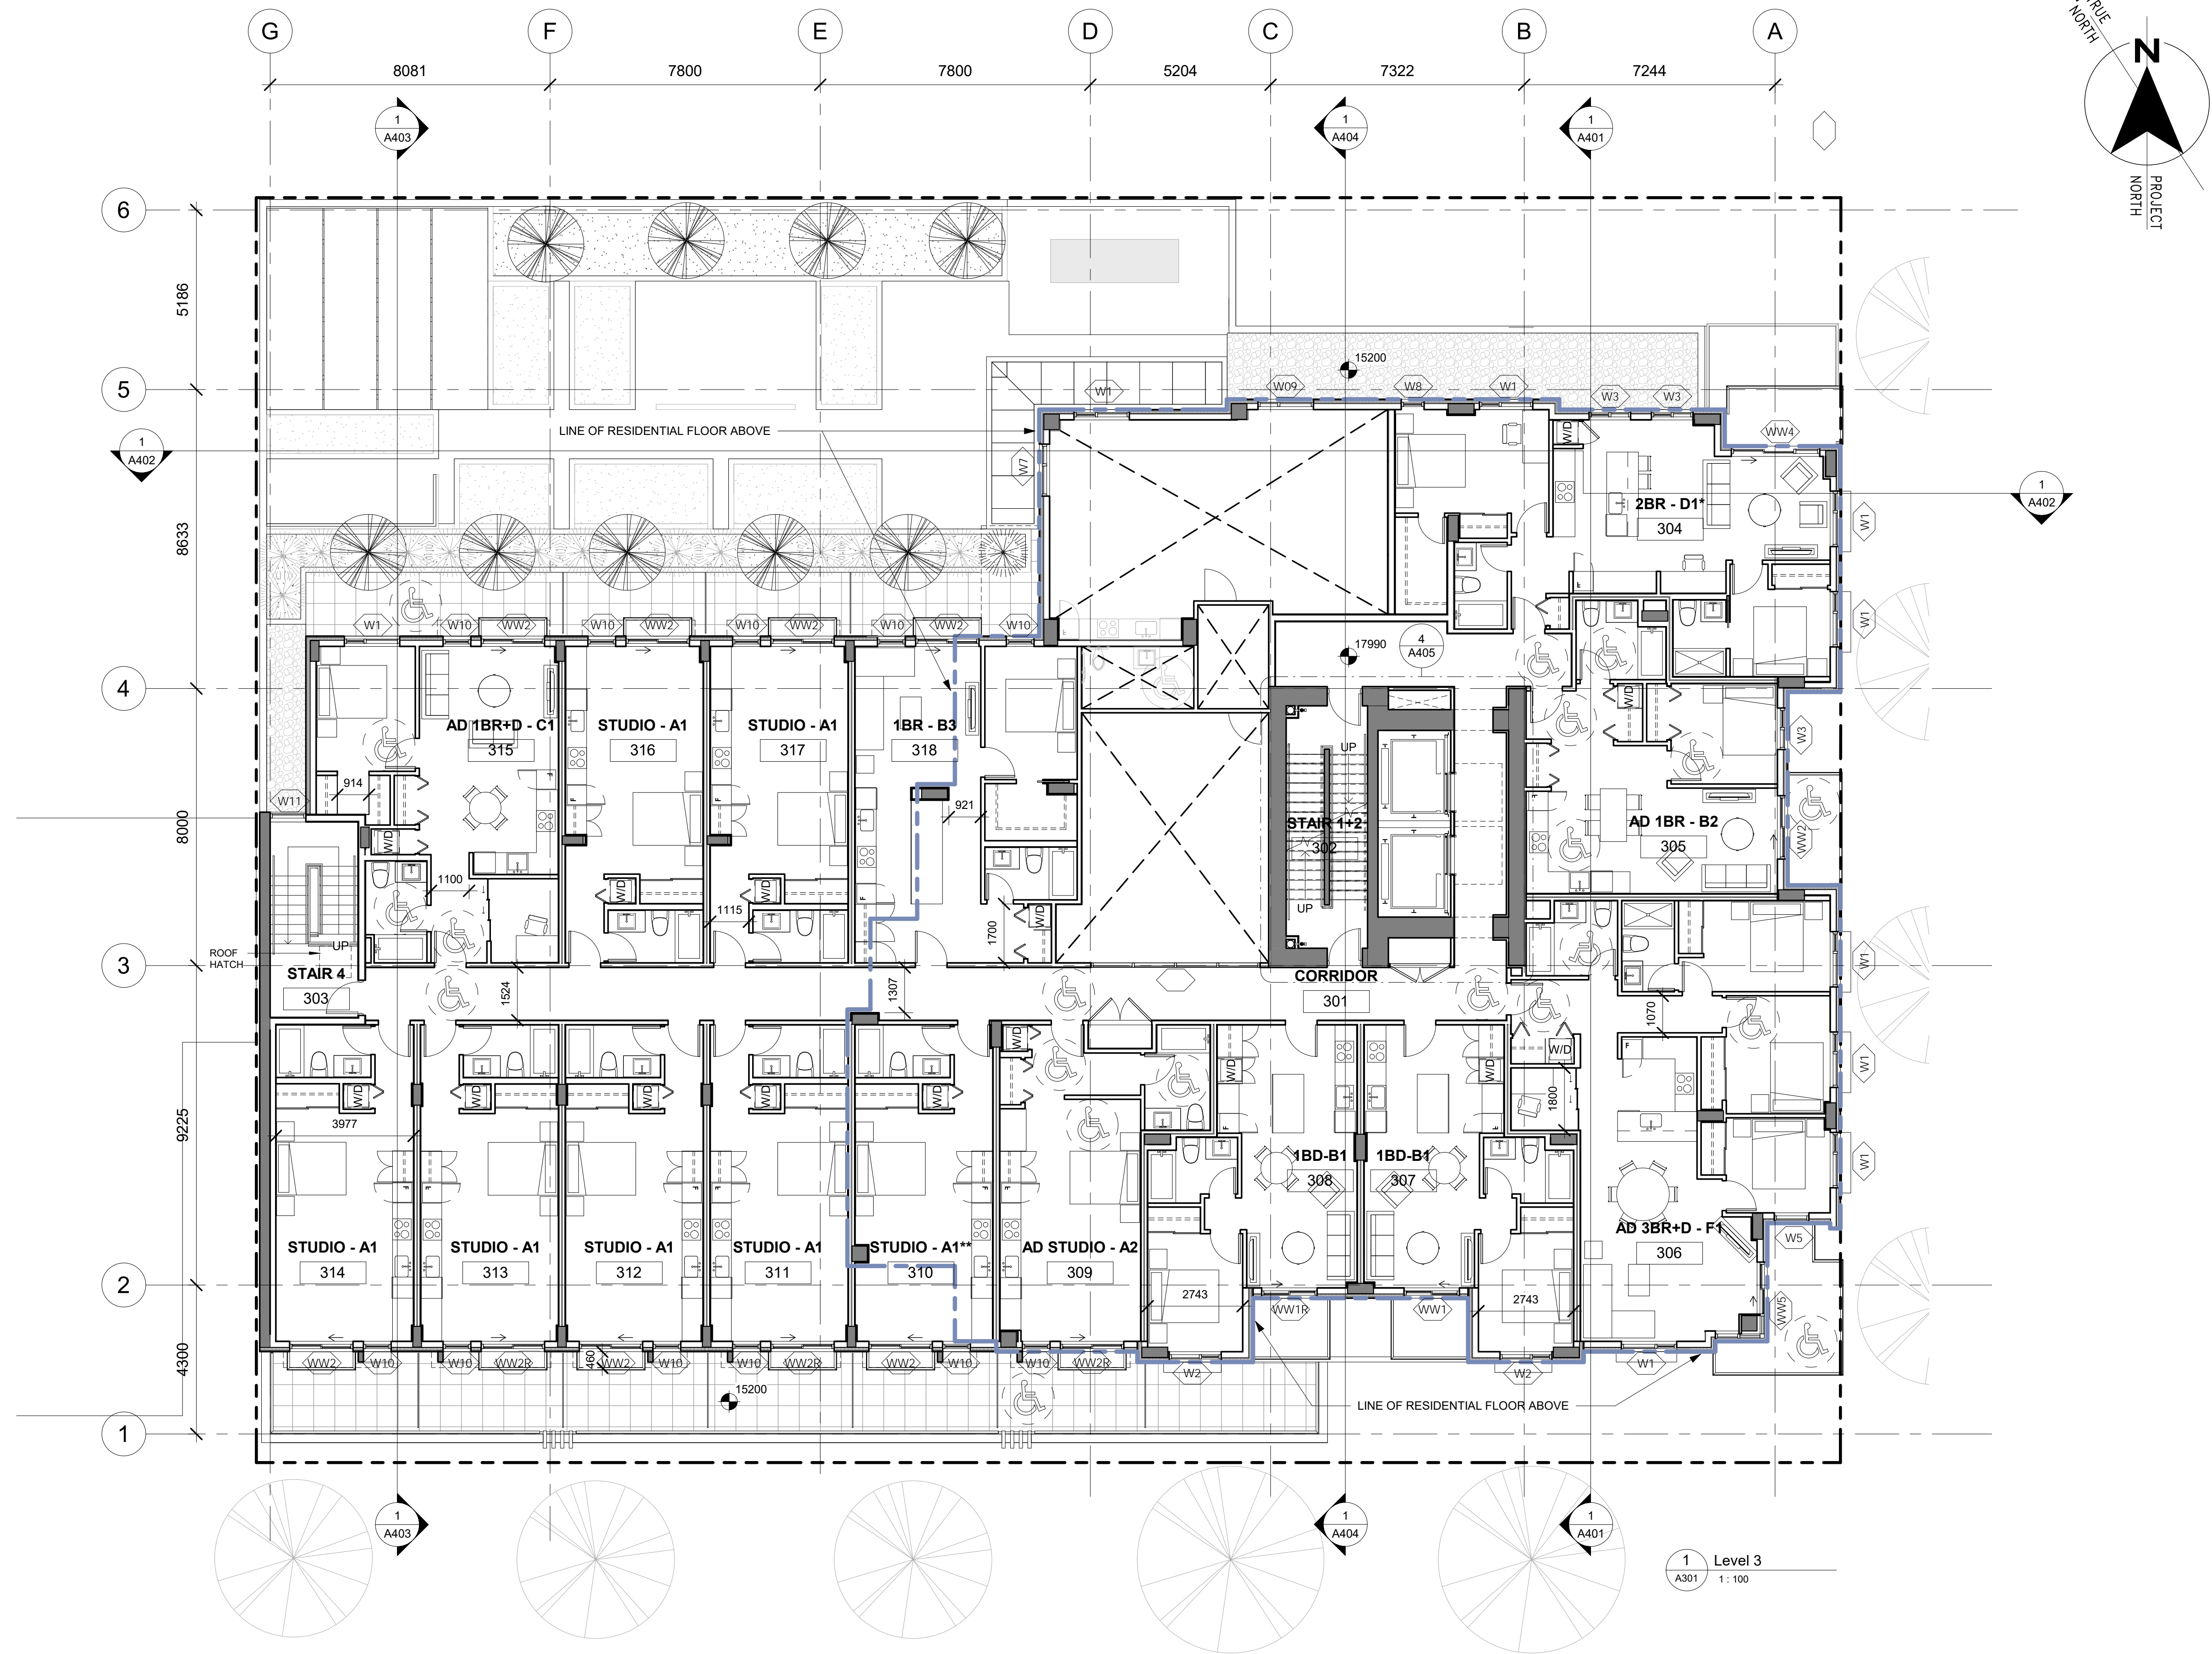 G
F
E
D
C
B
A
TRUE
NORTH
N
PROJECT
NORTH
8081
7800
7800
5204
7322
7244
1
A403
1
A404
1
A401
6
5
4
3
2
1
5186
8633
8000
9225
4300
1
A402
1
A402
LINE OF RESIDENTIAL FLOOR ABOVE
15200
W1
W09
W8
W1
W3
W3
WW4
W7
W/D
2BR - D1*
304
W1
W1
F
F
W1
W10
WW2
W10
WW2
W10
WW2
W10
WW2
W10
17990
4
A405
AD 1BR+D - C1
315
STUDIO - A1
316
STUDIO - A1
317
1BR - B3
318
W/D
W3
914
921
W11
F
F
F
UP
STAIR 1+2
302
UP
AD 1BR - B2
305
WW2
W/D
1100
W/D
W/D
F
1115
1700
W/D
ROOF
HATCH
UP
STAIR 4
303
1524
1307
CORRIDOR
301
W1
1070
W1
W/D
W/D
W/D
W/D
W/D
W/D
W/D
W/D
W/D
F
1800
3977
F
F
F
F
F
F
F
1BD-B1
308
1BD-B1
307
W1
STUDIO - A1
314
STUDIO - A1
313
STUDIO - A1
312
STUDIO - A1
311
STUDIO - A1**
310
AD STUDIO - A2
309
AD 3BR+D - F1
306
W5
2743
2743
WW1R
WW1
WW5
WW2
W10
W10
WW2R
460
WW2
W10
W10
WW2R
WW2
W10
W10
WW2R
W2
W2
W1
15200
LINE OF RESIDENTIAL FLOOR ABOVE
1
A403
1
A404
1
A401
1
A301
Level 3
1 : 100